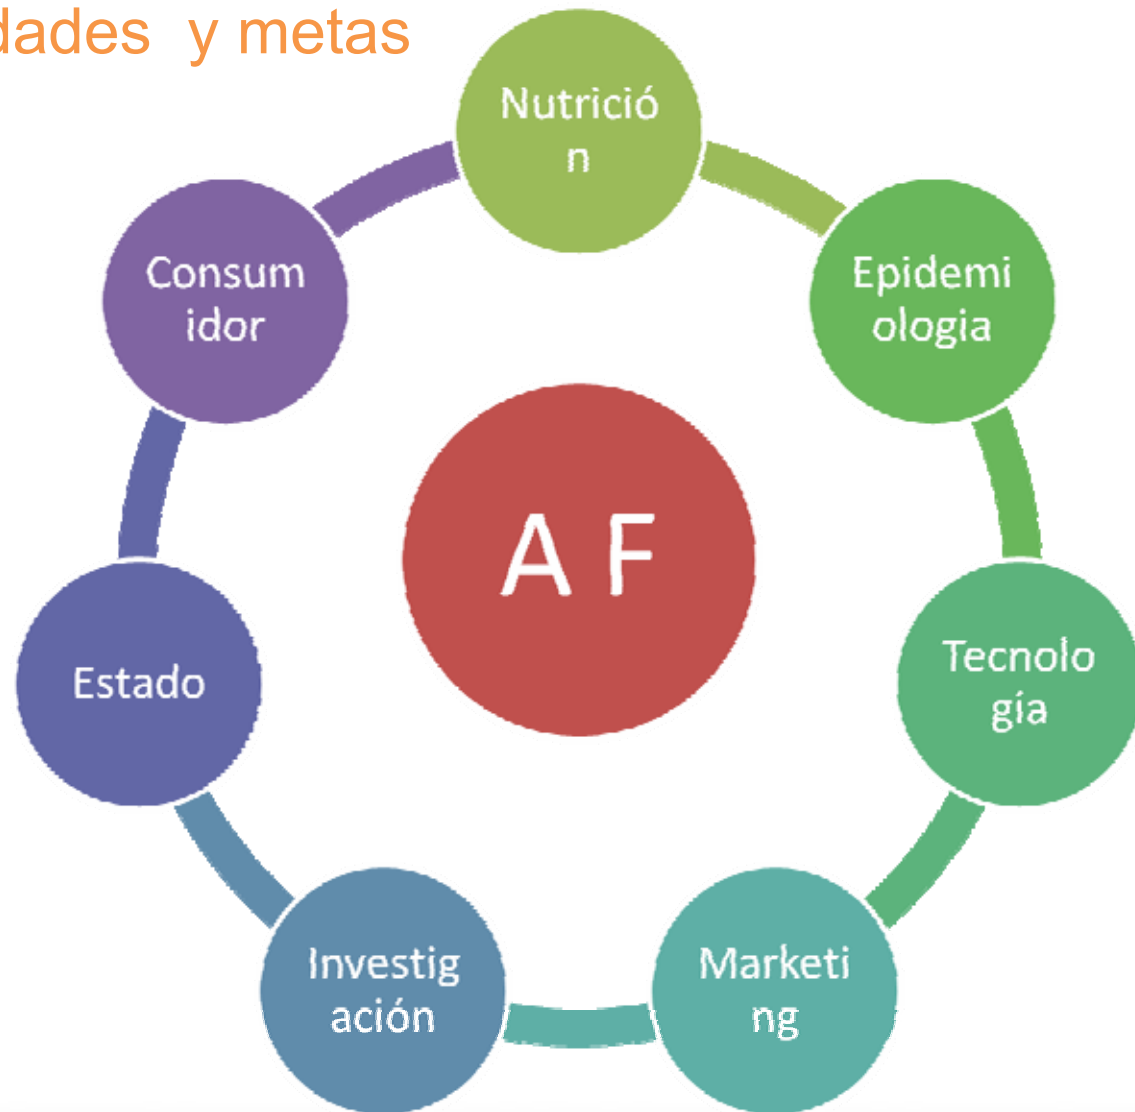 dades y metas
Nutrició
n
Epidemi
ologia
Tecnolo
gía
Marketi
ng
Investig
ación
Estado
Consum
idor
A F